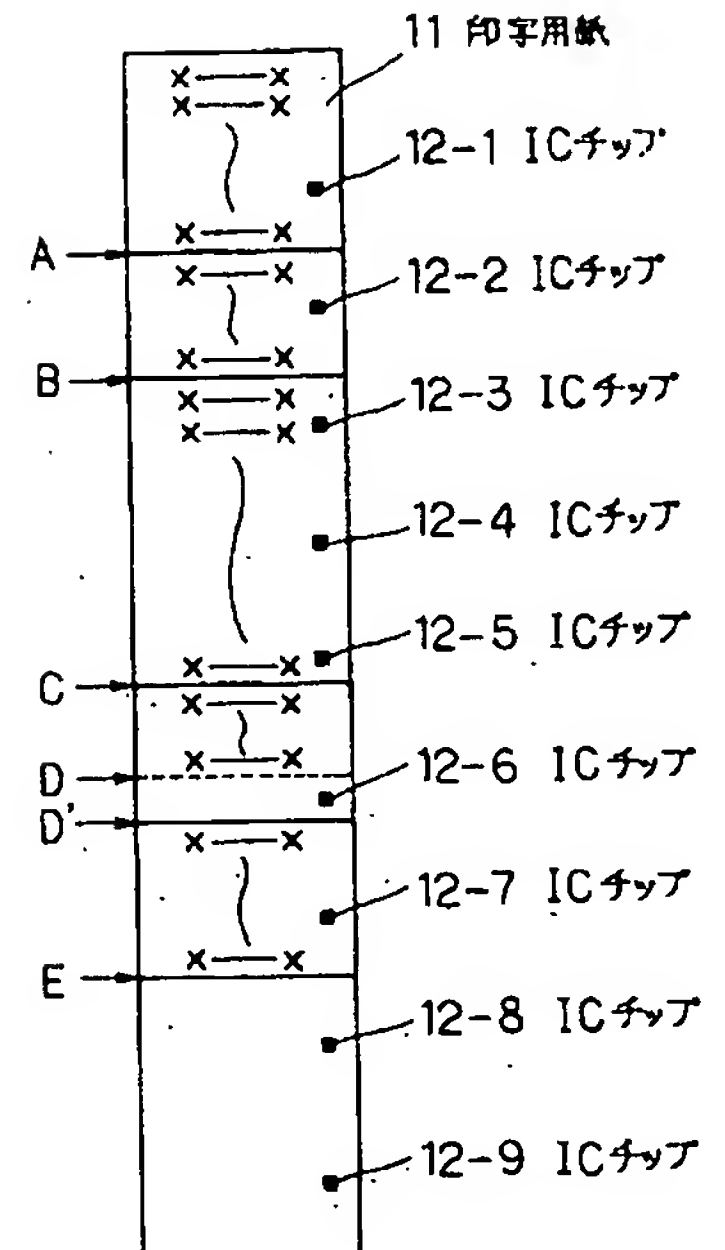 11 印字用紙
×――×
×――×
12-1 ICチップ
×――×
A
×――×
12-2 ICチップ
×――×
B
×――×
12-3 ICチップ
×――×
12-4 ICチップ
12-5 ICチップ
×――×
C
×――×
×――×
12-6 ICチップ
D
D'
×――×
12-7 ICチップ
×――×
E
12-8 ICチップ
12-9 ICチップ